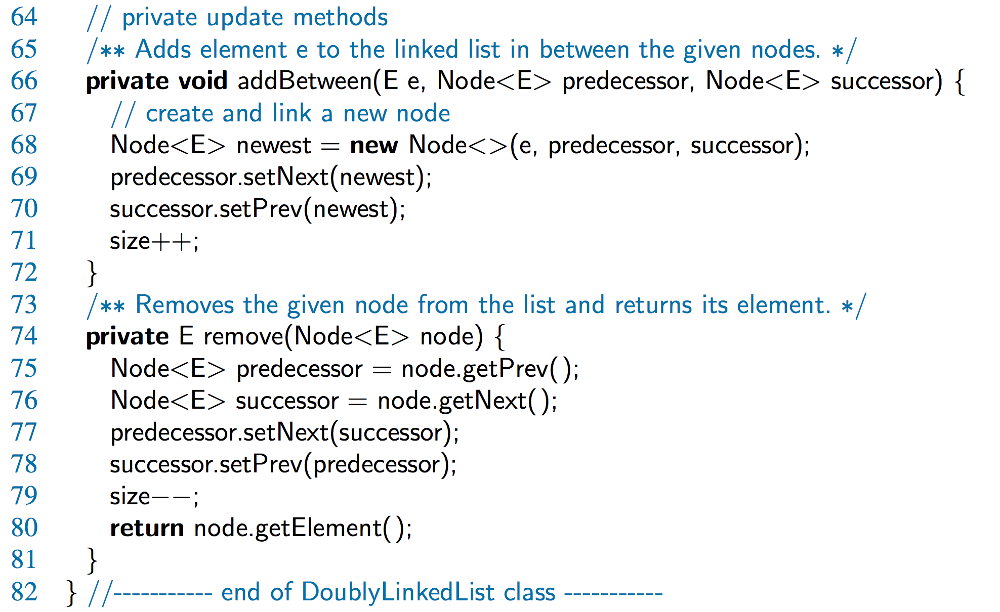 64 // private update methods
65 /** Adds element e to the linked list in between the given nodes. */
66 private void addBetween(E e, Node<E> predecessor, Node<E> successor) {
67 // create and link a new node
68 Node<E> newest = new Node<>(e, predecessor, successor);
69 predecessor.setNext(newest);
70 successor.setPrev(newest);
71 size++;
72 }
73 /** Removes the given node from the list and returns its element. */
74 private E remove(Node<E> node) {
75 Node<E> predecessor = node.getPrev( );
76 Node<E> successor = node.getNext( );
77 predecessor.setNext(successor);
78 successor.setPrev(predecessor);
79 size−−;
80 return node.getElement( );
81 }
82 } //----------- end of DoublyLinkedList class -----------